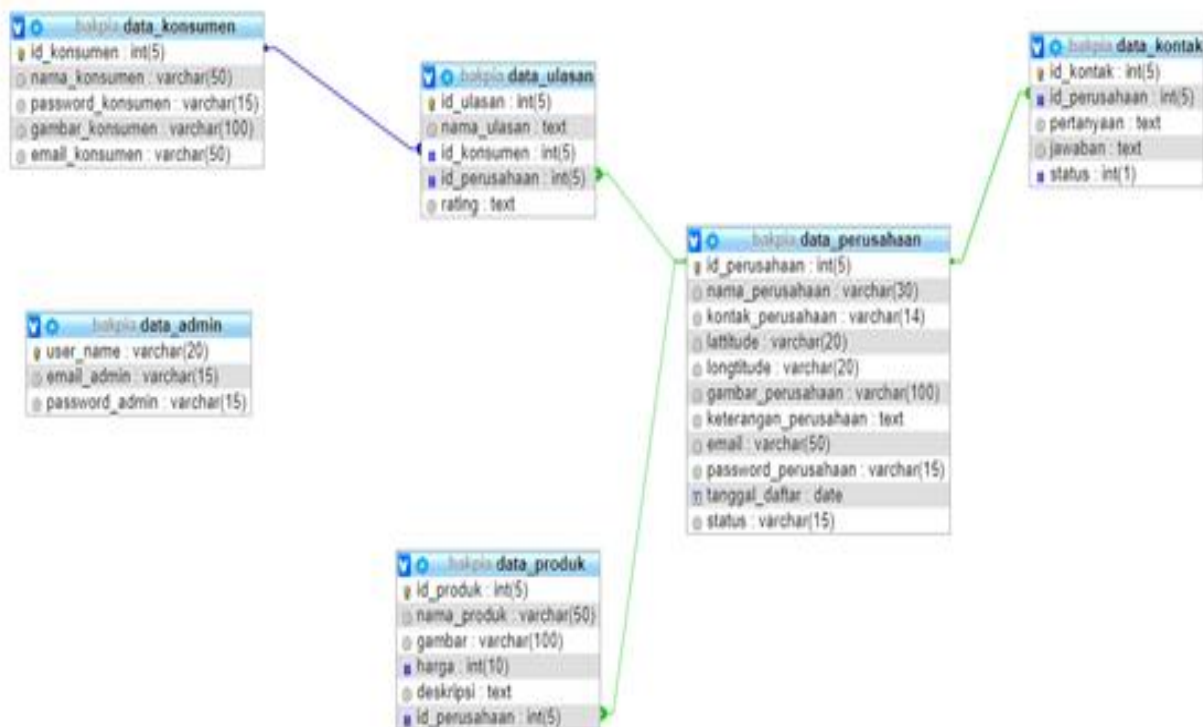 bakpia data_konsumen
id_konsumen : int(5)
nama_konsumen : varchar(50)
password_konsumen : varchar(15)
gambar_konsumen : varchar(100)
email_konsumen : varchar(50)
bakpia data_ulasan
id_ulasan : int(5)
nama_ulasan : text
id_konsumen : int(5)
id_perusahaan : int(5)
rating : text
bakpia data_kontak
id_kontak : int(5)
id_perusahaan : int(5)
pertanyaan : text
jawaban : text
status : int(1)
bakpia data_admin
user_name : varchar(20)
email_admin : varchar(15)
password_admin : varchar(15)
bakpia data_perusahaan
id_perusahaan : int(5)
nama_perusahaan : varchar(30)
kontak_perusahaan : varchar(14)
lattitude : varchar(20)
longtitude : varchar(20)
gambar_perusahaan : varchar(100)
keterangan_perusahaan : text
email : varchar(50)
password_perusahaan : varchar(15)
tanggal_daftar : date
status : varchar(15)
bakpia data_produk
id_produk : int(5)
nama_produk : varchar(50)
gambar : varchar(100)
harga : int(10)
deskripsi : text
id_perusahaan : int(5)